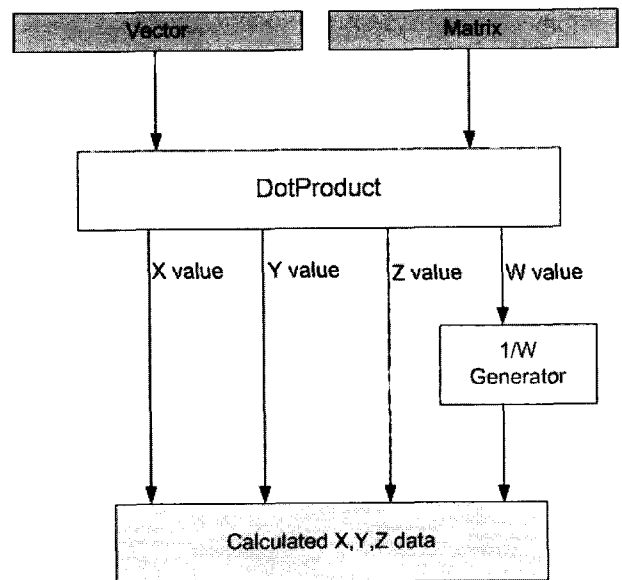 Vector
Matrix
DotProduct
X value
Y value
Z value
W value
1/W
Generator
Calculated X,Y,Z data